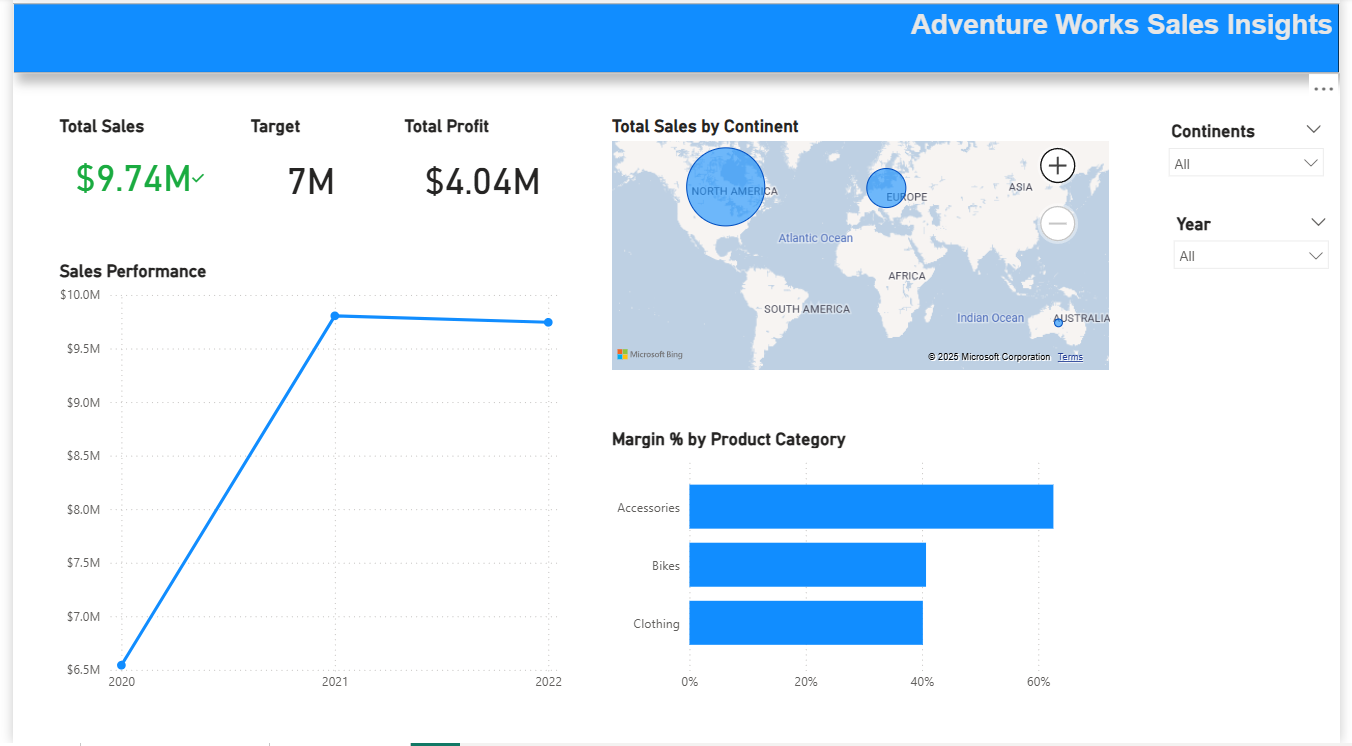 Adventure Works Sales Insights
Total Sales
$9.74M
Target
7M
Total Profit
$4.04M
Total Sales by Continent
NORTH AMERICA
EUROPE
ASIA
Atlantic Ocean
AFRICA
SOUTH AMERICA
Indian Ocean
AUSTRALIA
Microsoft Bing
© 2025 Microsoft Corporation Terms
Continents
All
Year
All
Sales Performance
$10.0M
$9.5M
$9.0M
$8.5M
$8.0M
$7.5M
$7.0M
$6.5M
2020 2021 2022
Margin % by Product Category
Accessories
Bikes
Clothing
0% 20% 40% 60%